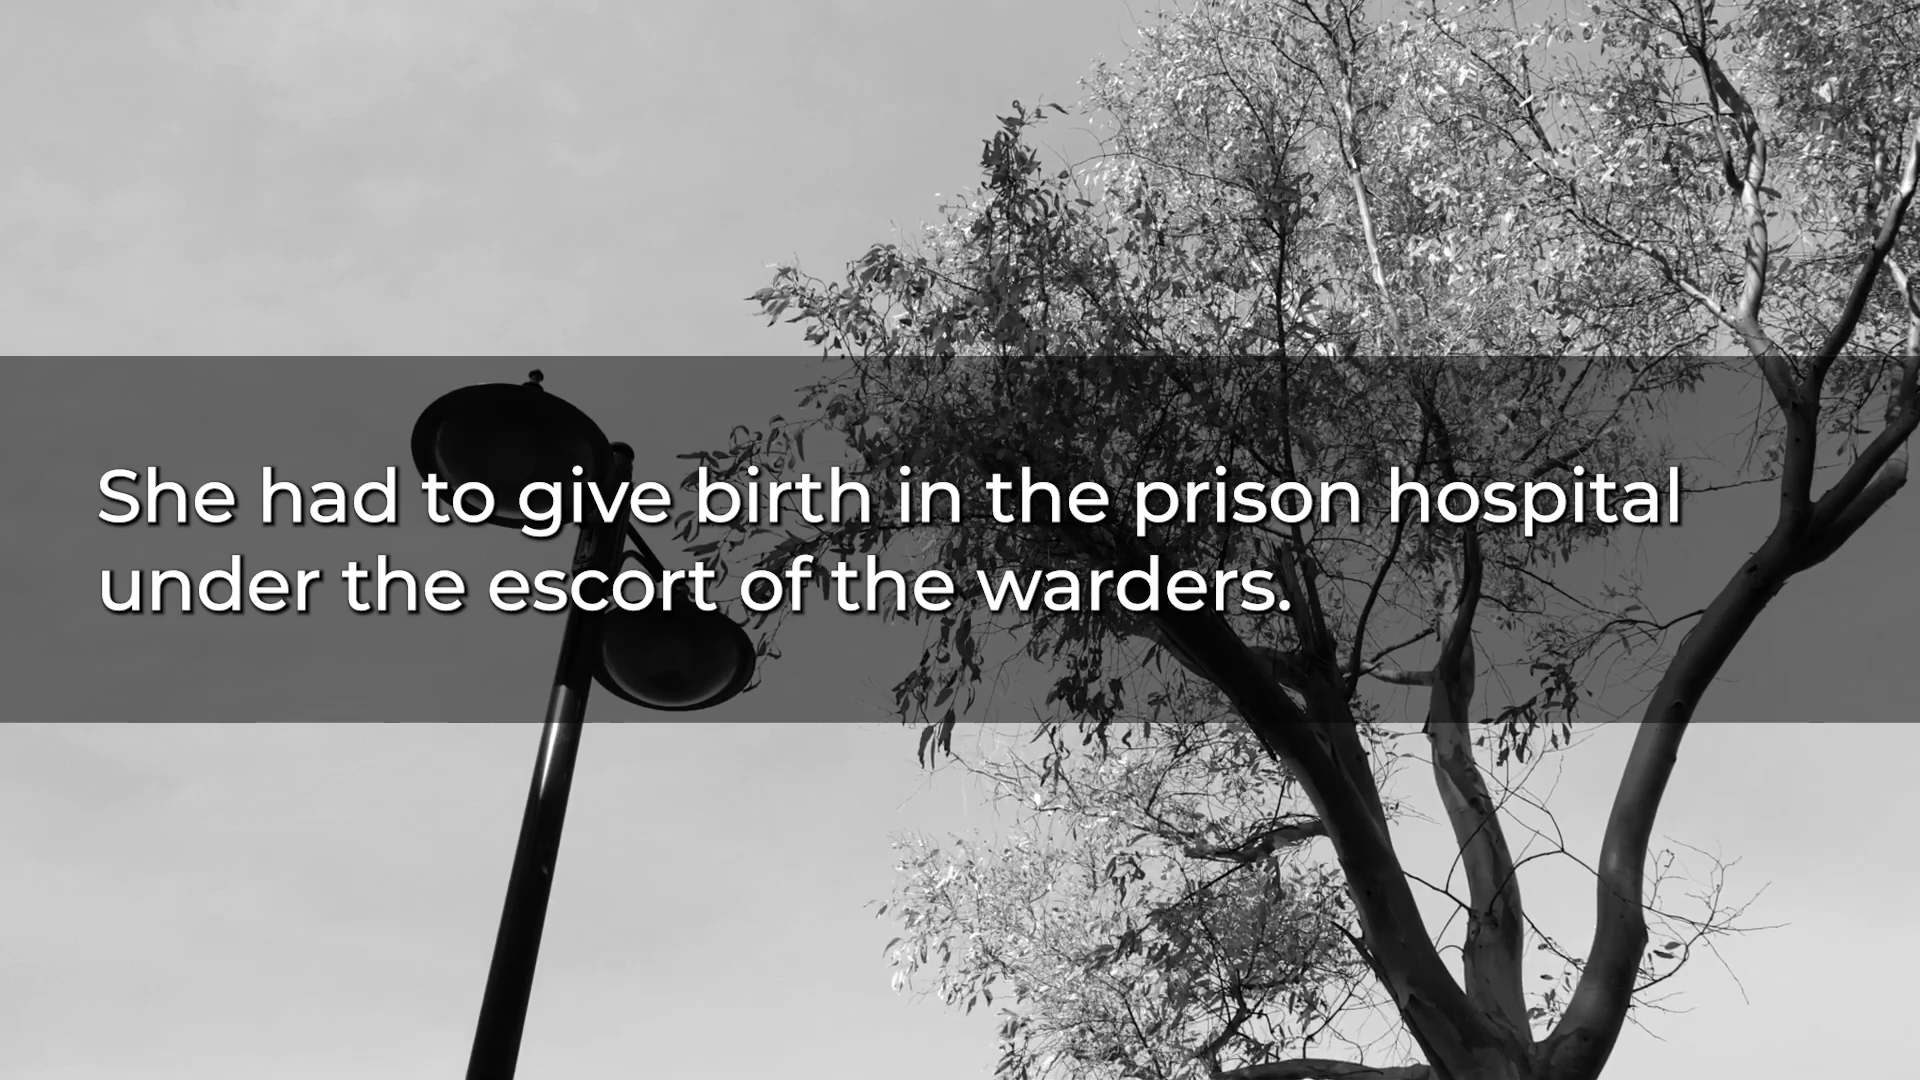 She had to give birth in the prison hospital
under the escort of the warders.